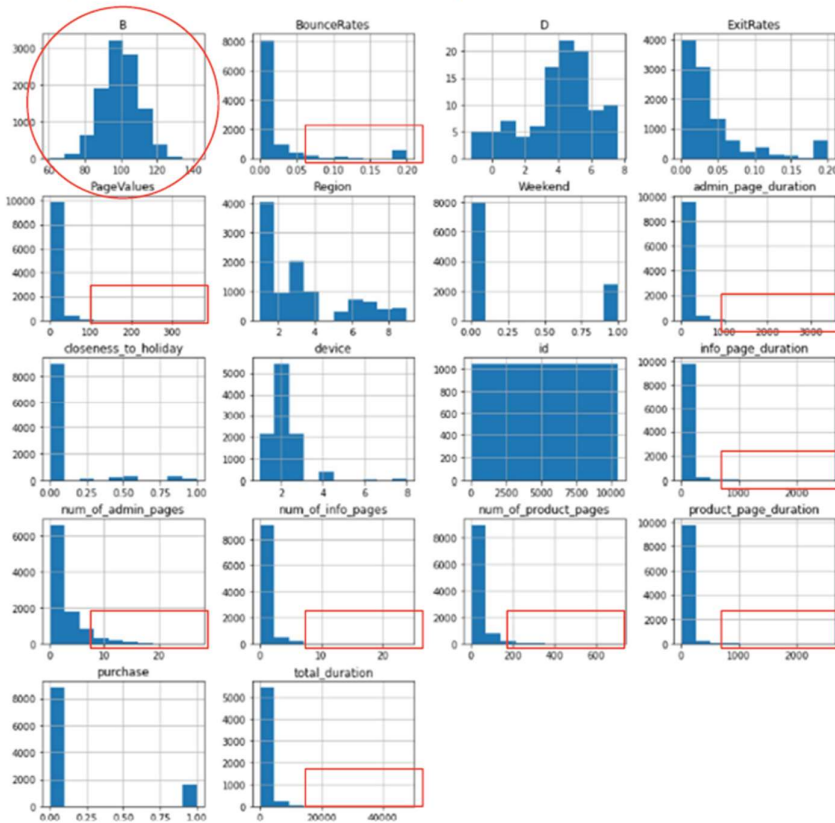 B BounceRates D ExitRates
3000 8000 20 4000
2000 6000 15 3000
1000 4000 10 2000
0 2000 5 1000
0 0 0
60 80 100 120 140 0.00 0.05 0.10 0.15 0.20 0 2 4 6 8 0.00 0.05 0.10 0.15 0.20
PageValues Region Weekend admin_page_duration
10000 4000 8000 10000
8000 3000 6000 8000
6000 2000 4000 6000
4000 1000 2000 4000
2000 0 0 2000
0 0
0 100 200 300 2 4 6 8 0.00 0.25 0.50 0.75 1.00 0 1000 2000 3000
closeness_to_holiday device id info_page_duration
8000 5000 1000 10000
6000 4000 800 8000
4000 3000 600 6000
2000 2000 400 4000
0 1000 200 2000
0 0 0
0.00 0.25 0.50 0.75 1.00 2 4 6 8 0 2500 5000 7500 10000 0 1000 2000
num_of_admin_pages num_of_info_pages num_of_product_pages product_page_duration
6000 8000 8000 10000
4000 6000 6000 8000
2000 4000 4000 6000
0 2000 2000 4000
0 0 2000
0
0 10 20 0 10 20 0 200 400 600 0 1000 2000
purchase total_duration
8000 5000
6000 4000
4000 3000
2000 2000
0 1000
0
0.00 0.25 0.50 0.75 1.00 0 20000 40000